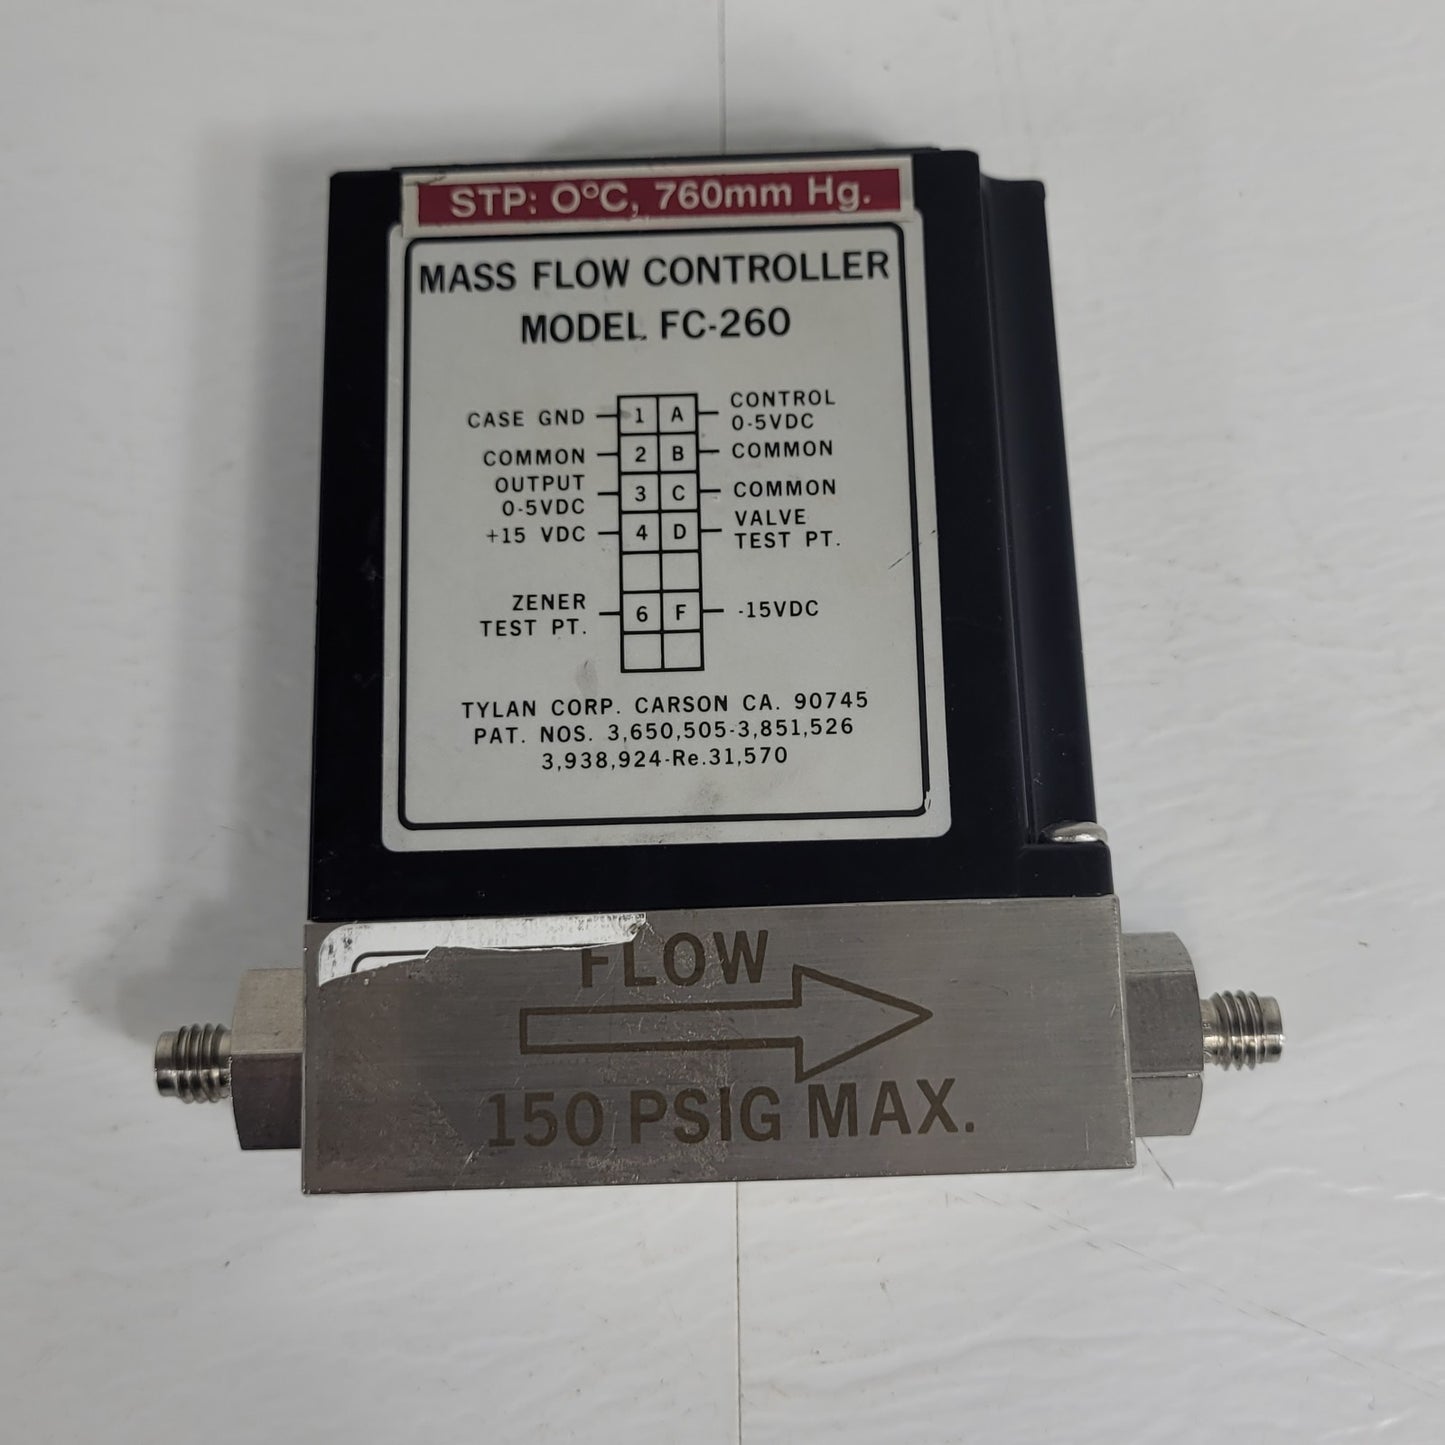 STP: O°C, 760mm Hg.
MASS FLOW CONTROLLER
MODEL FC-260
CASE GND 1 A CONTROL
0-5VDC
COMMON 2 B COMMON
OUTPUT
0-5VDC 3 C COMMON
+15 VDC 4 D VALVE
TEST PT.
ZENER
TEST PT. 6 F -15VDC
TYLAN CORP. CARSON CA. 90745
PAT. NOS. 3,650,505-3,851,526
3,938,924-Re.31,570
FLOW
150 PSIG MAX.